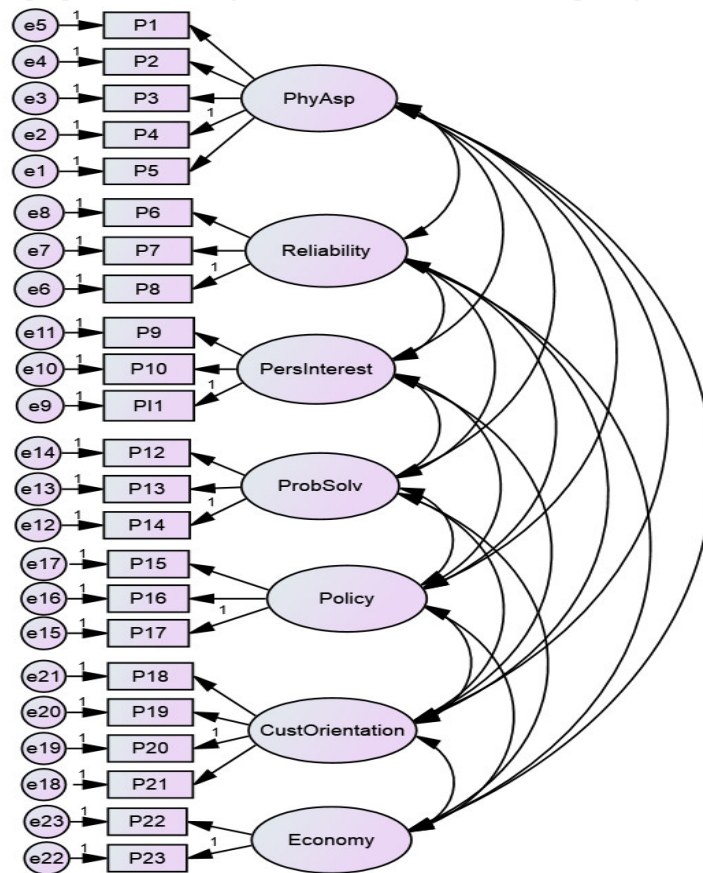 e5 1 P1
e4 1 P2
PhyAsp
e3 1 P3
1
e2 1 P4
e1 1 P5
e8 1 P6
e7 1 P7
Reliability
1
e6 1 P8
e11 1 P9
e10 1 P10
PersInterest
1
e9 1 PI1
e14 1 P12
e13 1 P13
ProbSolv
1
e12 1 P14
e17 1 P15
e16 1 P16
Policy
1
e15 1 P17
e21 1 P18
e20 1 P19
CustOrientation
1
e19 1 P20
e18 1 P21
e23 1 P22
Economy
1
e22 1 P23